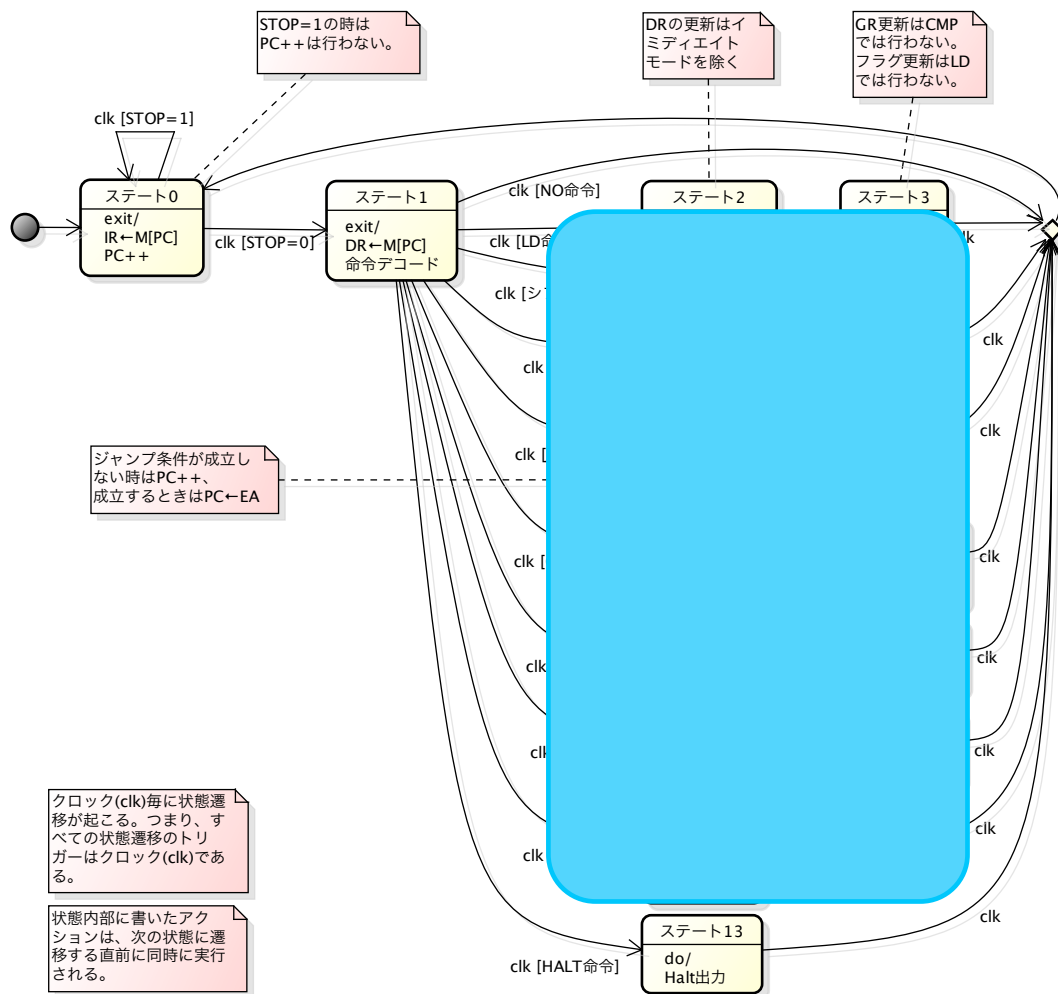 STOP=1の時は
PC++は行わない。
DRの更新はイ
ミディエイト
モードを除く
GR更新はCMP
では行わない。
フラグ更新はLD
では行わない。
clk [STOP=1]
ステート0
exit/
IR←M[PC]
PC++
clk [STOP=0]
ステート1
exit/
DR←M[PC]
命令デコード
clk [NO命令]
ステート2
ステート3
clk [LD命
clk [シフ
clk
clk [
clk [
clk
clk
clk
clk
clk
clk
clk
clk
clk
clk
ジャンプ条件が成立し
ない時はPC++、
成立するときはPC←EA
クロック(clk)毎に状態遷
移が起こる。つまり、す
べての状態遷移のトリ
ガーはクロック(clk)であ
る。
状態内部に書いたアク
ションは、次の状態に遷
移する直前に同時に実行
される。
clk [HALT命令]
ステート13
do/
Halt出力
clk